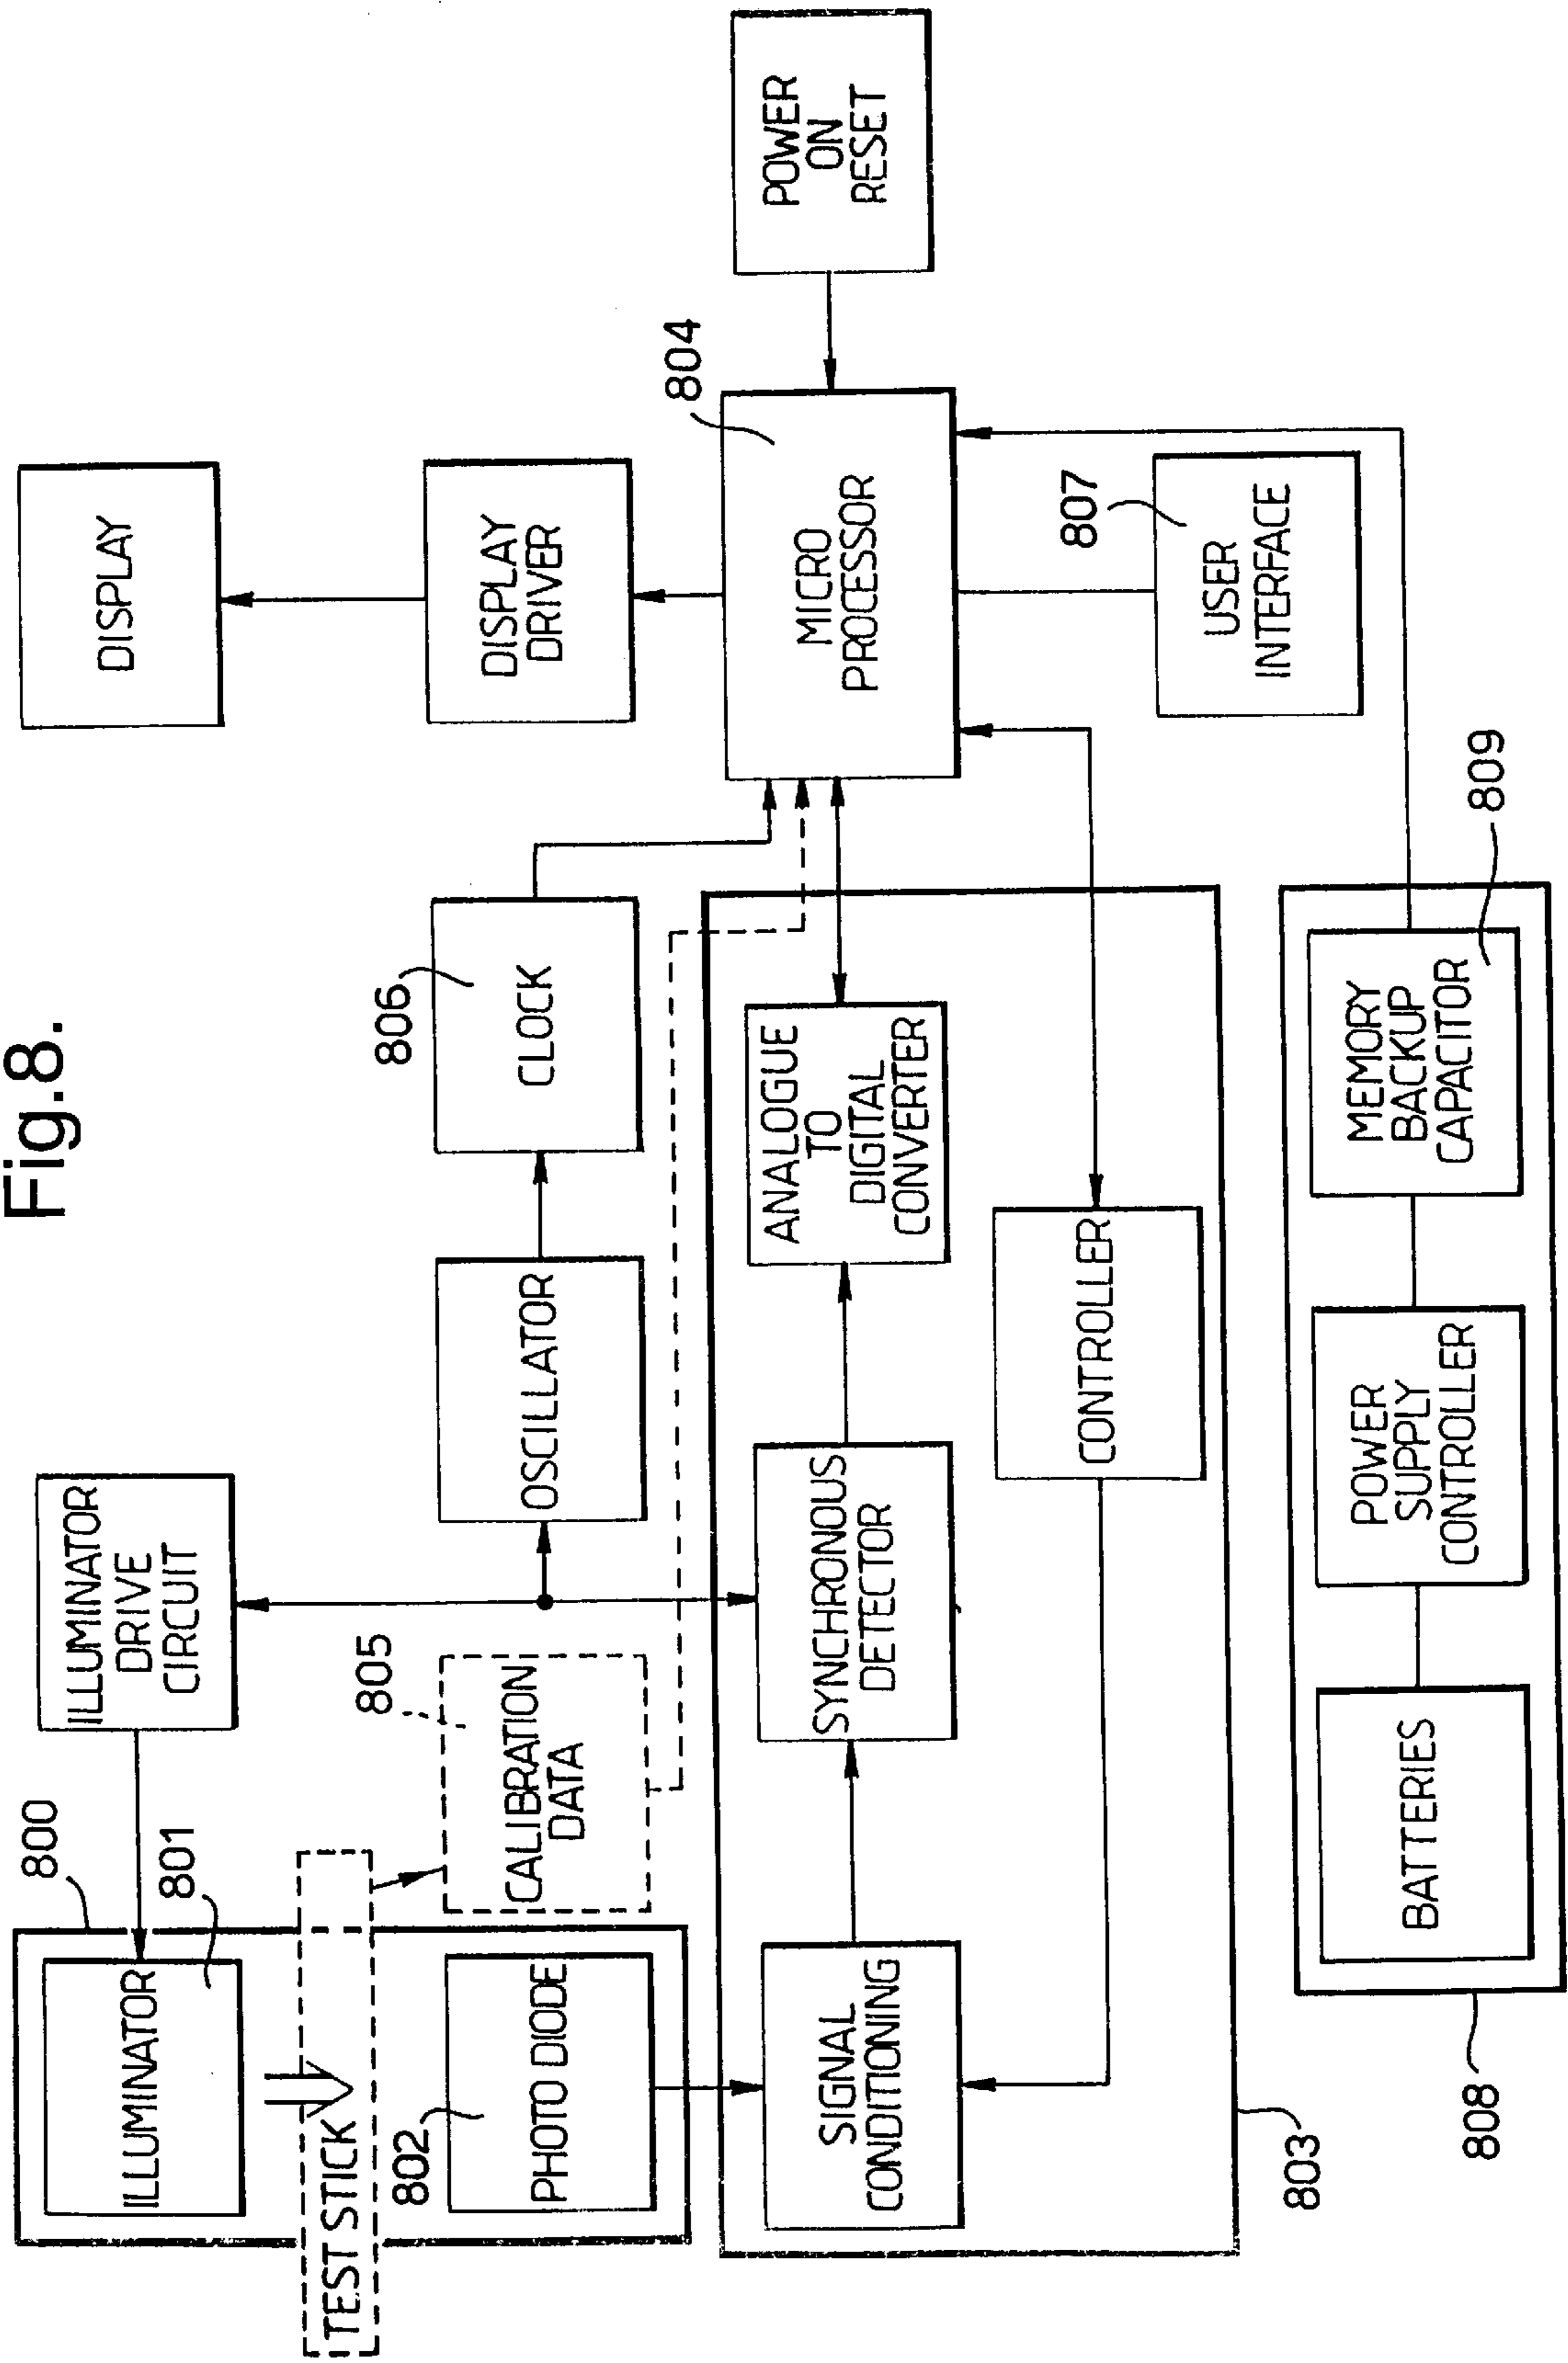 Fig.8.
800
801
ILLUMINATOR
ILLUMINATOR
DRIVE
CIRCUIT
DISPLAY
TEST STICK
802
PHOTO DIODE
805
CALIBRATION
DATA
OSCILLATOR
806
CLOCK
DISPLAY
DRIVER
SIGNAL
CONDITIONING
SYNCHRONOUS
DETECTOR
ANALOGUE
TO
DIGITAL
CONVERTER
804
MICRO
PROCESSOR
POWER
ON
RESET
CONTROLLER
803
807
USER
INTERFACE
808
BATTERIES
POWER
SUPPLY
CONTROLLER
MEMORY
BACKUP
CAPACITOR
809